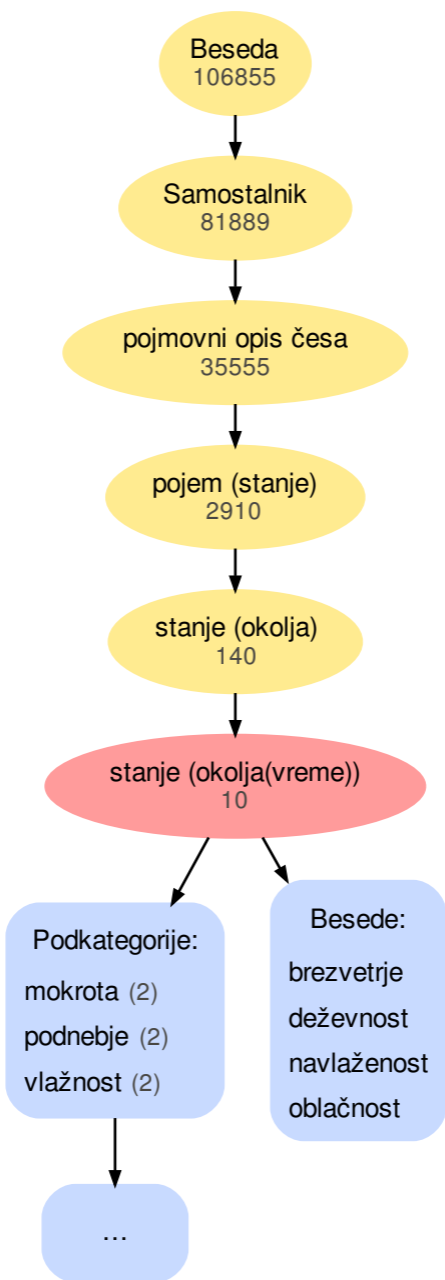 Beseda
106855
Samostalnik
81889
pojmovni opis česa
35555
pojem (stanje)
2910
stanje (okolja)
140
stanje (okolja(vreme))
10
Podkategorije:
mokrota (2)
podnebje (2)
vlažnost (2)
...
Besede:
brezvetrje
deževnost
navlaženost
oblačnost